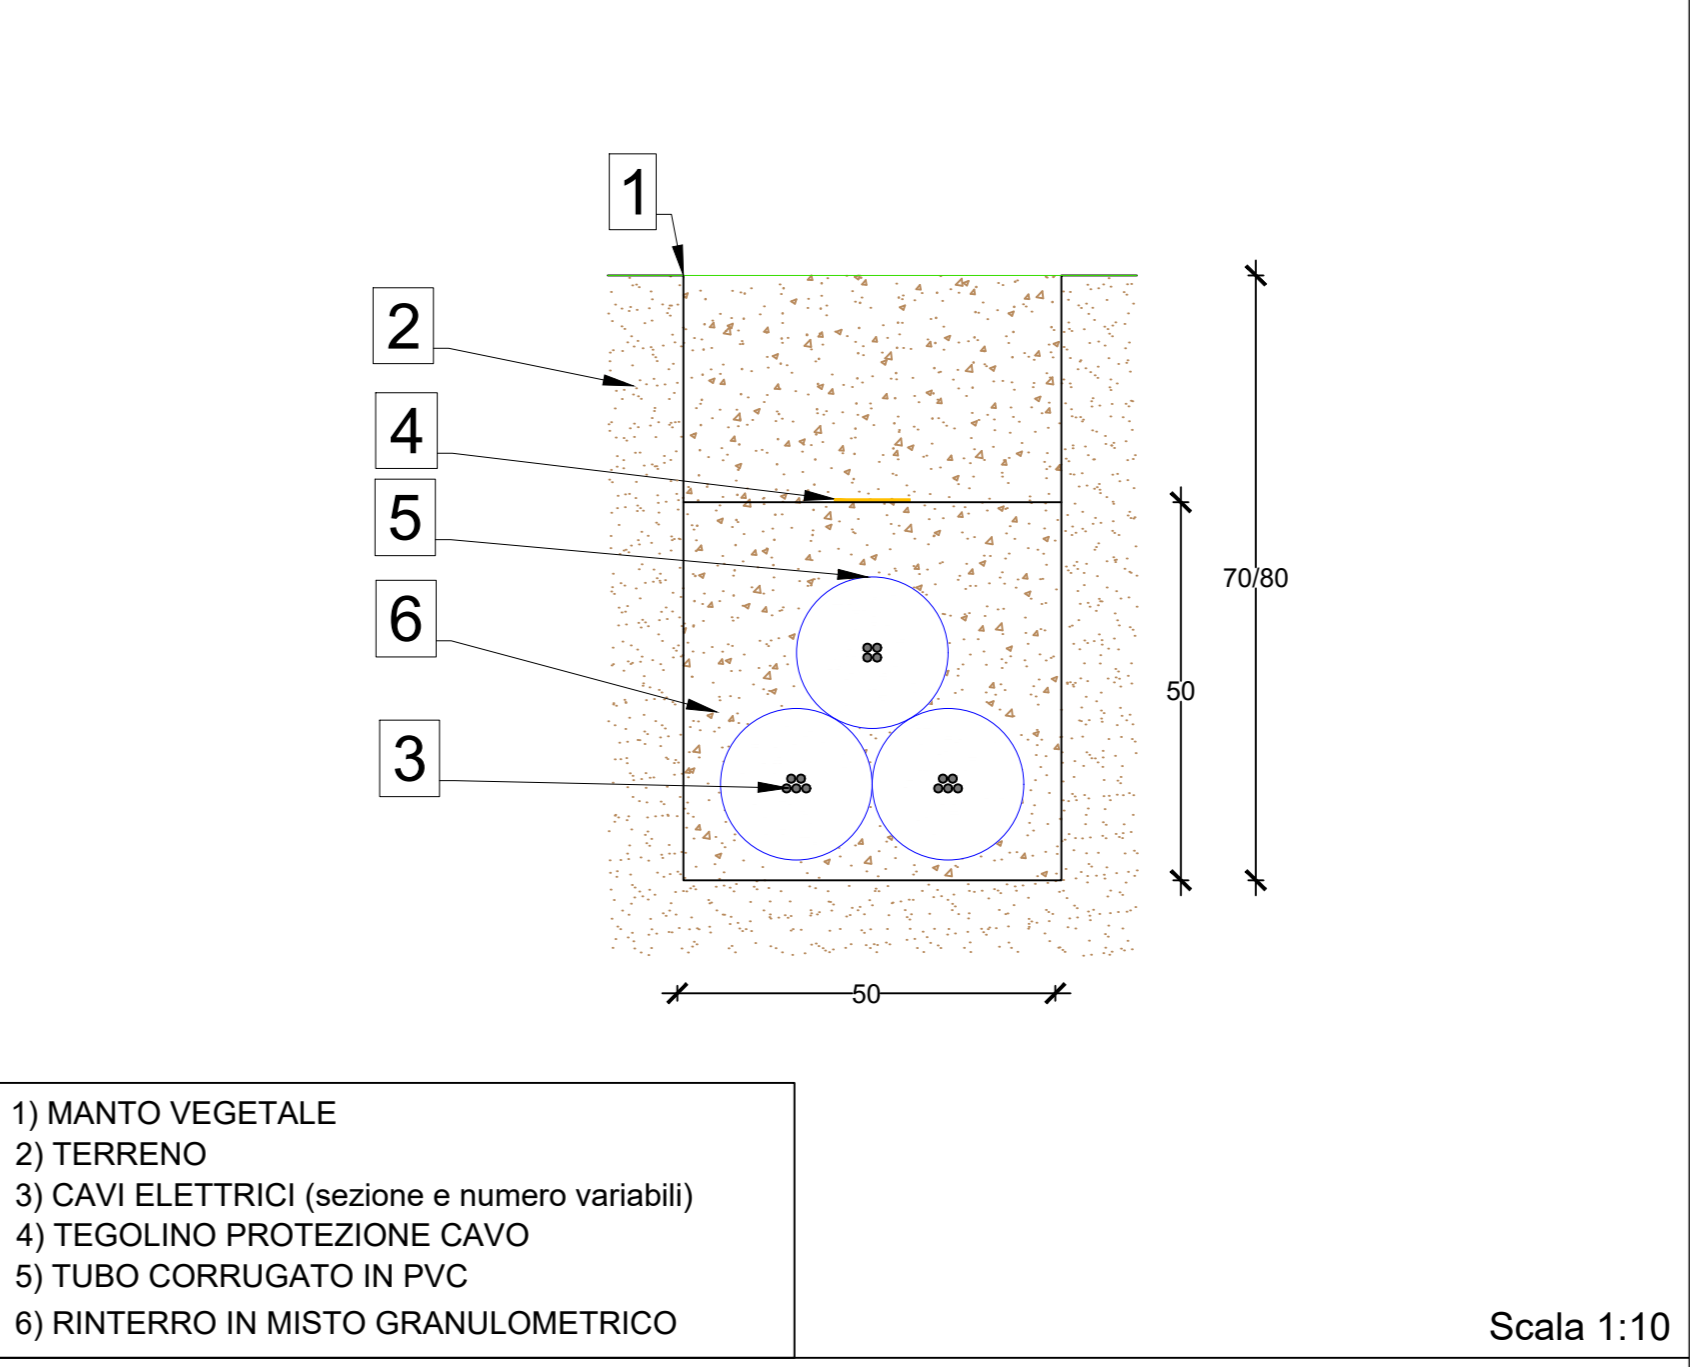 1
2
4
5
6
3
70/80
50
50
1) MANTO VEGETALE
2) TERRENO
3) CAVI ELETTRICI (sezione e numero variabili)
4) TEGOLINO PROTEZIONE CAVO
5) TUBO CORRUGATO IN PVC
6) RINTERRO IN MISTO GRANULOMETRICO
Scala 1:10